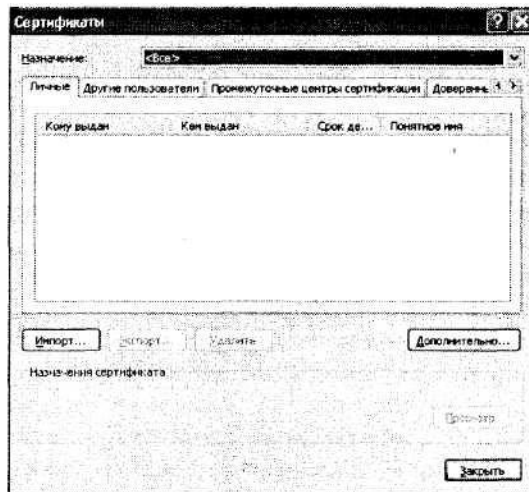 Сертификаты
Назначение: <Все>
Личные Другие пользователи Промежуточные центры сертификации Доверенны
Кому выдан Кем выдан Срок де... Понятное имя
Импорт... Экспорт... Удалить Дополнительно...
Назначения сертификата
Просмотр
Закрыть